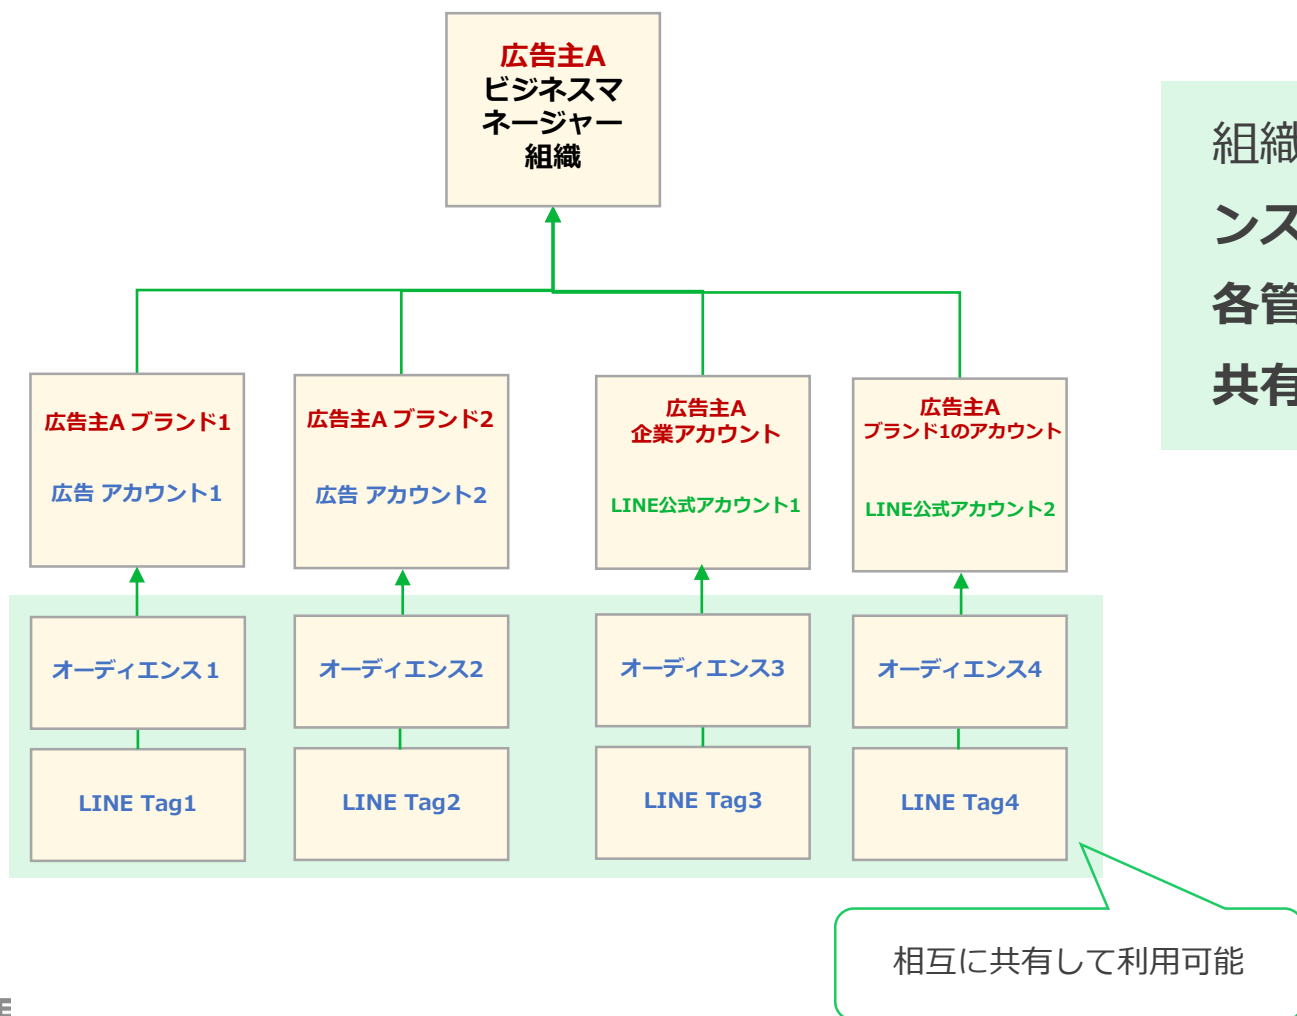 広告主A
ビジネスマ
ネージャー
組織
組織
ンス
各管
共有
広告主A ブランド1
広告 アカウント1
広告主A ブランド2
広告 アカウント2
広告主A
企業アカウント
LINE公式アカウント1
広告主A
ブランド1のアカウント
LINE公式アカウント2
オーディエンス1
オーディエンス2
オーディエンス3
オーディエンス4
LINE Tag1
LINE Tag2
LINE Tag3
LINE Tag4
相互に共有して利用可能